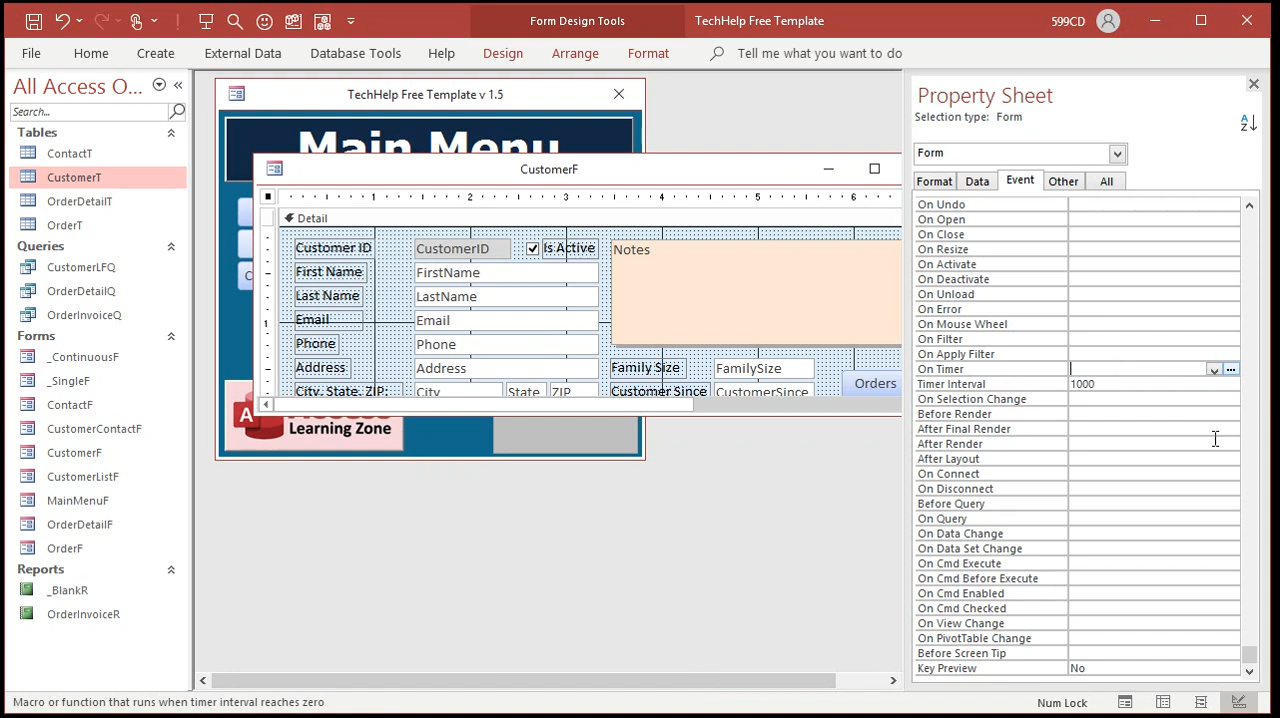 Form Design Tools
TechHelp Free Template
599CD
File
Home
Create
External Data
Database Tools
Help
Design
Arrange
Format
Tell me what you want to do
All Access O...
Search...
Tables
ContactT
CustomerT
OrderDetailT
OrderT
Queries
CustomerLFQ
OrderDetailQ
OrderInvoiceQ
Forms
_ContinuousF
_SingleF
ContactF
CustomerContactF
CustomerF
CustomerListF
MainMenuF
OrderDetailF
OrderF
Reports
_BlankR
OrderInvoiceR
TechHelp Free Template v 1.5
Main Menu
CustomerF
1 2 3 4 5 6
Detail
Customer ID CustomerID Is Active Notes
First Name FirstName
Last Name LastName
1
Email Email
Phone Phone
Address Address Family Size FamilySize
City, State, ZIP: City State ZIP Customer Since CustomerSince Orders
A
Learning Zone
Property Sheet
Selection type: Form
Form
Format Data Event Other All
On Undo
On Open
On Close
On Resize
On Activate
On Deactivate
On Unload
On Error
On Mouse Wheel
On Filter
On Apply Filter
On Timer
Timer Interval 1000
On Selection Change
Before Render
After Final Render
After Render
After Layout
On Connect
On Disconnect
Before Query
On Query
On Data Change
On Data Set Change
On Cmd Execute
On Cmd Before Execute
On Cmd Enabled
On Cmd Checked
On View Change
On PivotTable Change
Before Screen Tip
Key Preview No
Macro or function that runs when timer interval reaches zero
Num Lock